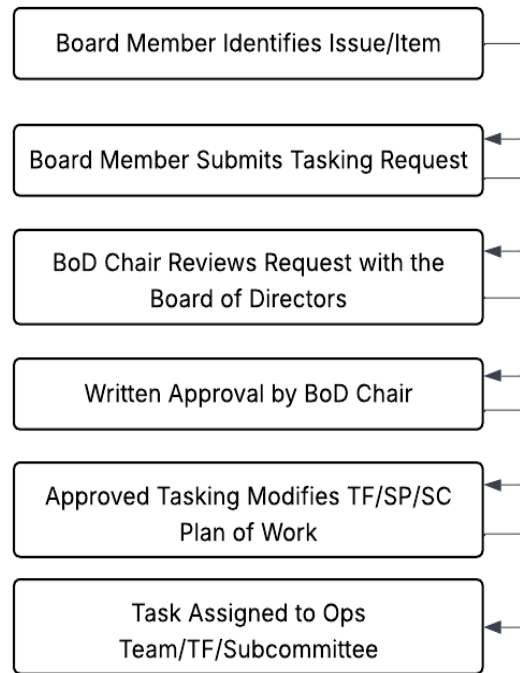 Board Member Identifies Issue/Item
Board Member Submits Tasking Request
BoD Chair Reviews Request with the
Board of Directors
Written Approval by BoD Chair
Approved Tasking Modifies TF/SP/SC
Plan of Work
Task Assigned to Ops
Team/TF/Subcommittee